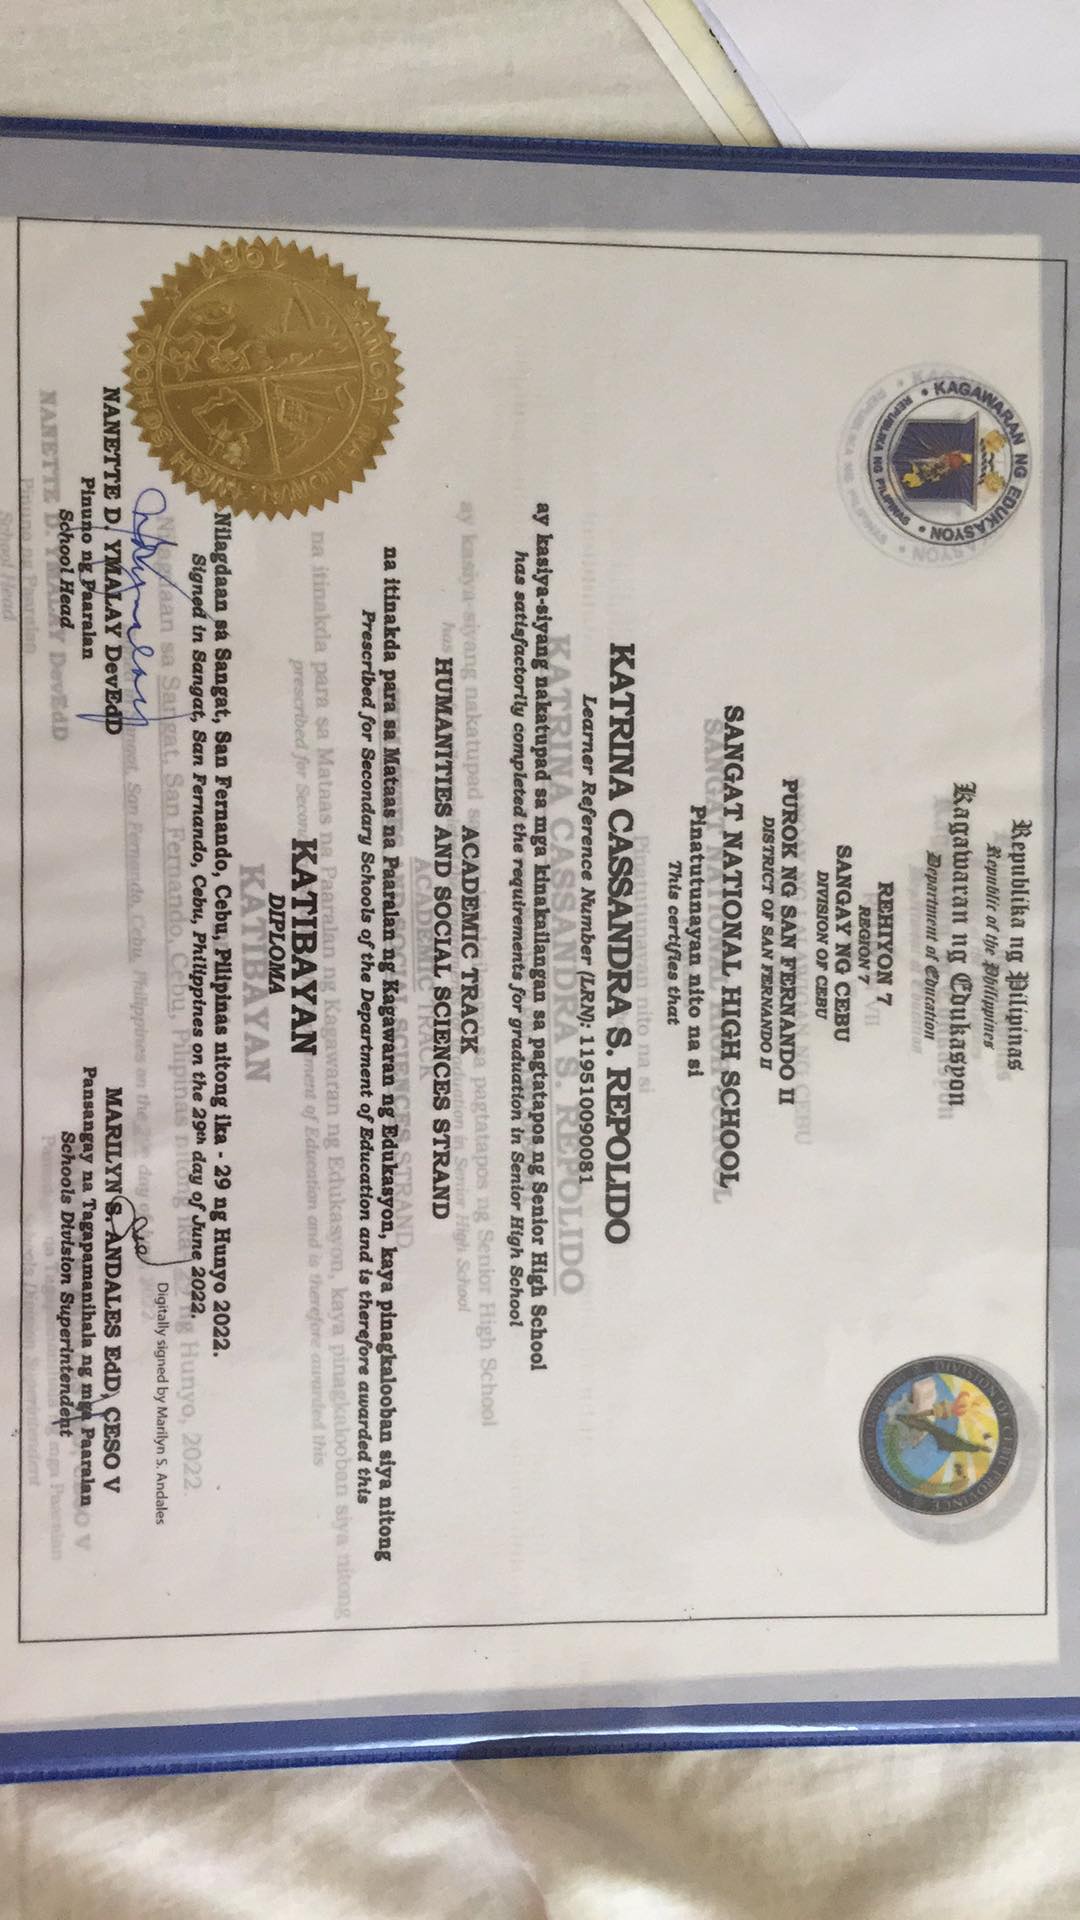 Republika ng Pilipinas
Republic of the Philippines
Kagawaran ng Edukasyon
Department of Education
REHIYON 7
REGION 7
SANGAY NG CEBU
DIVISION OF CEBU
PUROK NG SAN FERNANDO II
DISTRICT OF SAN FERNANDO II
SANGAT NATIONAL HIGH SCHOOL
Pinatutunayan nito na si
This certifies that
KATRINA CASSANDRA S. REPOLIDO
Learner Reference Number (LRN): 119510090081
ay kasiya-siyang nakatupad sa mga kinakailangan sa pagtatapos ng Senior High School
has satisfactorily completed the requirements for graduation in Senior High School
ACADEMIC TRACK
HUMANITIES AND SOCIAL SCIENCES STRAND
na itinakda para sa Mataas na Paaralan ng Kagawaran ng Edukasyon, kaya pinagkalooban siya nitong
Prescribed for Secondary Schools of the Department of Education and is therefore awarded this
KATIBAYAN
DIPLOMA
Nilagdaan sa Sangat, San Fernando, Cebu, Pilipinas nitong ika - 29 ng Hunyo 2022.
Signed in Sangat, San Fernando, Cebu, Philippines on the 29th day of June 2022.
Digitally signed by Marilyn S. Andales
NANETTE D. YMALAY DevEdD
Pinuno ng Paaralan
School Head
MARILYN S. ANDALES EdD, CESO V
Pansangay na Tagapamanihala ng mga Paaralan
Schools Division Superintendent
KAGAWARAN NG EDUKASYON
REPUBLIKA NG PILIPINAS
DIVISION OF CEBU PROVINCE
SANGAT NATIONAL HIGH SCHOOL